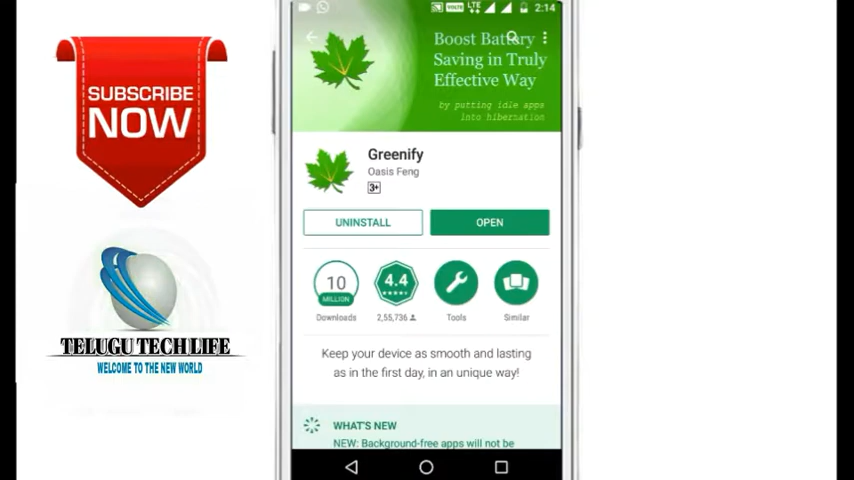 SUBSCRIBE
NOW
TELUGU TECH LIFE
WELCOME TO THE NEW WORLD
VOLTE
LTE
2:14
Boost Battery
Saving in Truly
Effective Way
by putting idle apps
into hibernation
Greenify
Oasis Feng
3+
UNINSTALL
OPEN
10
MILLION
Downloads
4.4
2,55,736
Tools
Similar
Keep your device as smooth and lasting
as in the first day, in an unique way!
WHAT'S NEW
NEW: Background-free apps will not be